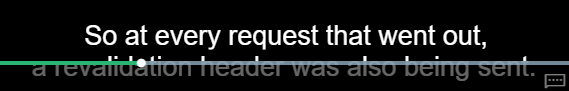 So at every request that went out,
a revalidation header was also being sent.